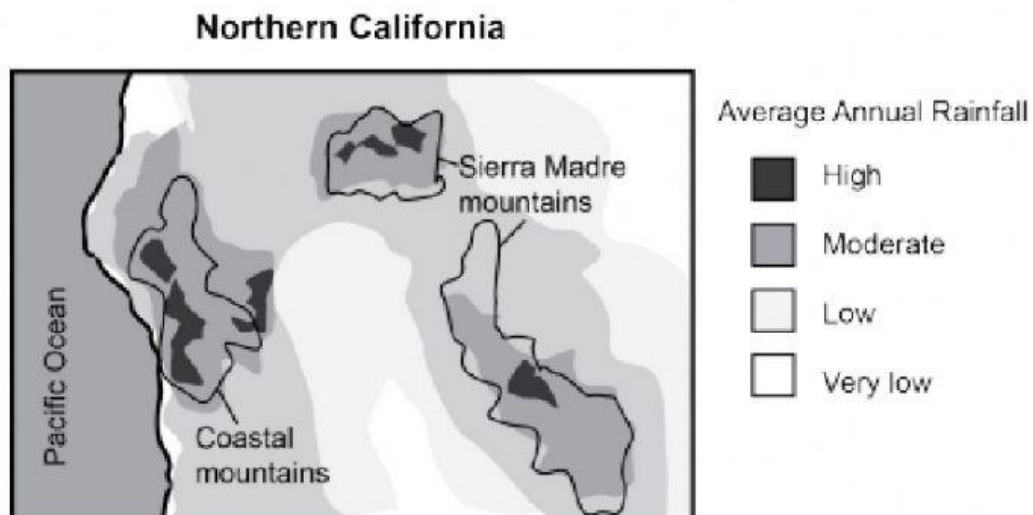 Northern California
Average Annual Rainfall
High
Moderate
Low
Very low
Sierra Madre
mountains
Pacific Ocean
Coastal
mountains